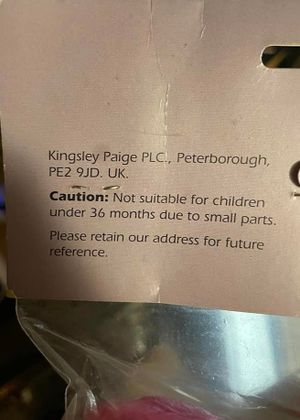 Kingsley Paige PLC., Peterborough,
PE2 9JD. UK.
Caution: Not suitable for children
under 36 months due to small parts.
Please retain our address for future
reference.